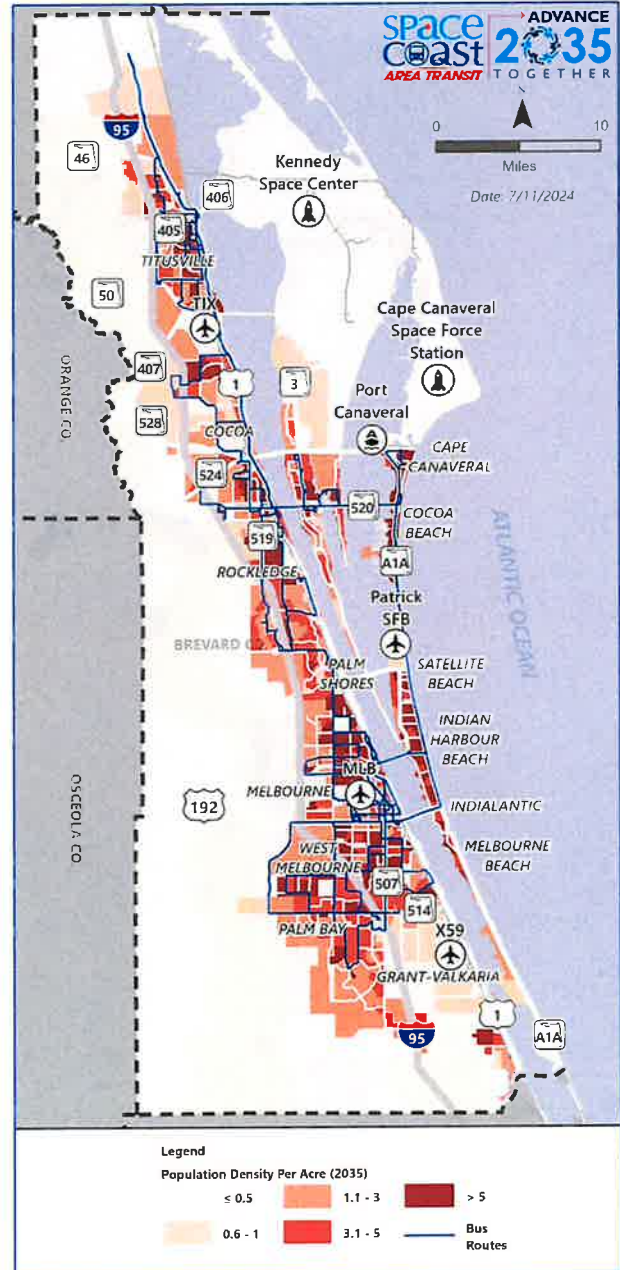 SPACE
COAST
AREA TRANSIT
ADVANCE
2035
TOGETHER
N
0 10
Miles
Date: 7/11/2024
95
46
Kennedy
Space Center
406
405
TITUSVILLE
50
TIX
Cape Canaveral
Space Force
Station
ORANGE CO.
407
1
3
Port
Canaveral
528
COCOA
CAPE
CANAVERAL
524
520
COCOA
BEACH
519
A1A
ATLANTIC OCEAN
ROCKLEDGE
Patrick
SFB
BREVARD CO.
PALM
SHORES
SATELLITE
BEACH
INDIAN
HARBOUR
BEACH
MLB
OSCEOLA CO.
192
MELBOURNE
INDIALANTIC
WEST
MELBOURNE
MELBOURNE
BEACH
507
514
PALM BAY
X59
GRANT-VALKARIA
1
95
A1A
Legend
Population Density Per Acre (2035)
≤ 0.5 1.1 - 3 > 5
0.6 - 1 3.1 - 5 Bus
Routes